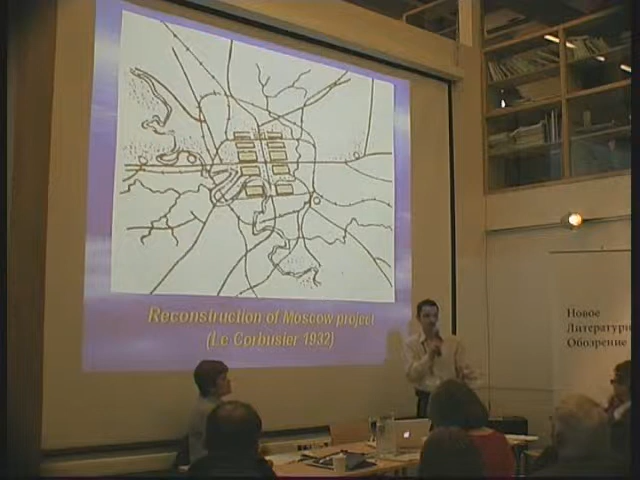 Reconstruction of Moscow project
(Le Corbusier 1932)
Новое
Литературн
Обозрение